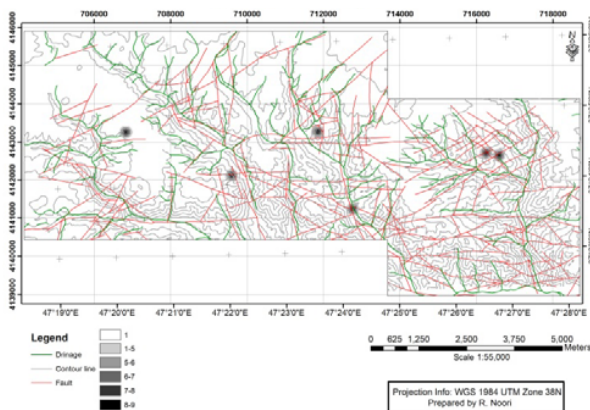 706000 708000 710000 712000 714000 716000 718000
4146000
4145000
4144000
4143000
4142000
4141000
4140000
4139000
47°19'0"E 47°20'0"E 47°21'0"E 47°22'0"E 47°23'0"E 47°24'0"E 47°25'0"E 47°26'0"E 47°27'0"E 47°28'0"E
Legend
Drinage
Contour line
Fault
1
1-5
5-6
6-7
7-8
8-9
0 625 1,250 2,500 3,750 5,000
Meters
Scale 1:55,000
Projection Info: WGS 1984 UTM Zone 38N
Prepared by R. Noori